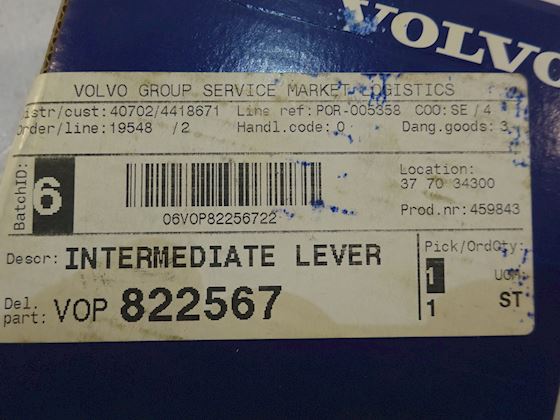 VOLVO
VOLVO GROUP SERVICE MARKET LOGISTICS
istr/cust: 40702/4418671 Line ref: POR-005358 COO: SE / 4
order/line: 19548 /2 Handl.code: 0 Dang.goods: 3
BatchID: 6
06VOP82256722
Location:
37 70 34300
Prod.nr: 459843
Descr: INTERMEDIATE LEVER
Pick/OrdQty:
1 UOM
1 ST
Del. part: VOP 822567